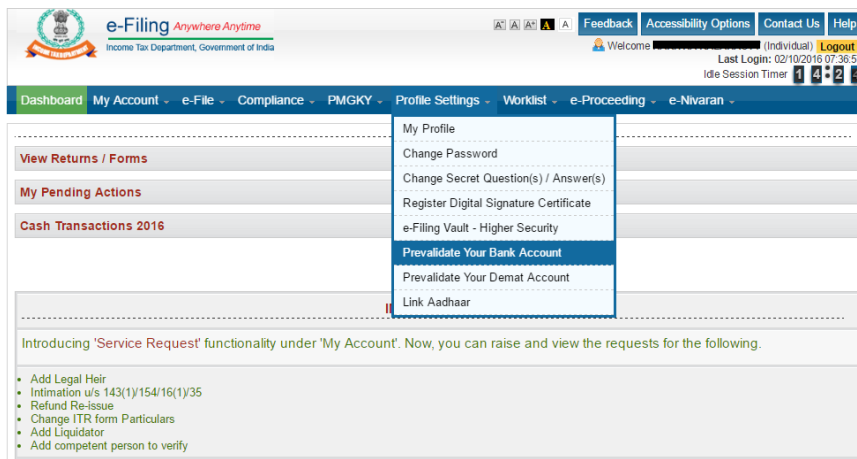 e-Filing Anywhere Anytime
Income Tax Department, Government of India
A- A A+ A A Feedback Accessibility Options Contact Us Help
Welcome (Individual) Logout
Last Login: 02/10/2016 07:36:5
Idle Session Timer 1 4 : 2 4
Dashboard My Account e-File Compliance PMGKY Profile Settings Worklist e-Proceeding e-Nivaran
My Profile
Change Password
Change Secret Question(s) / Answer(s)
Register Digital Signature Certificate
e-Filing Vault - Higher Security
Prevalidate Your Bank Account
Prevalidate Your Demat Account
Link Aadhaar
View Returns / Forms
My Pending Actions
Cash Transactions 2016
Introducing 'Service Request' functionality under 'My Account'. Now, you can raise and view the requests for the following.
Add Legal Heir
Intimation u/s 143(1)/154/16(1)/35
Refund Re-issue
Change ITR form Particulars
Add Liquidator
Add competent person to verify